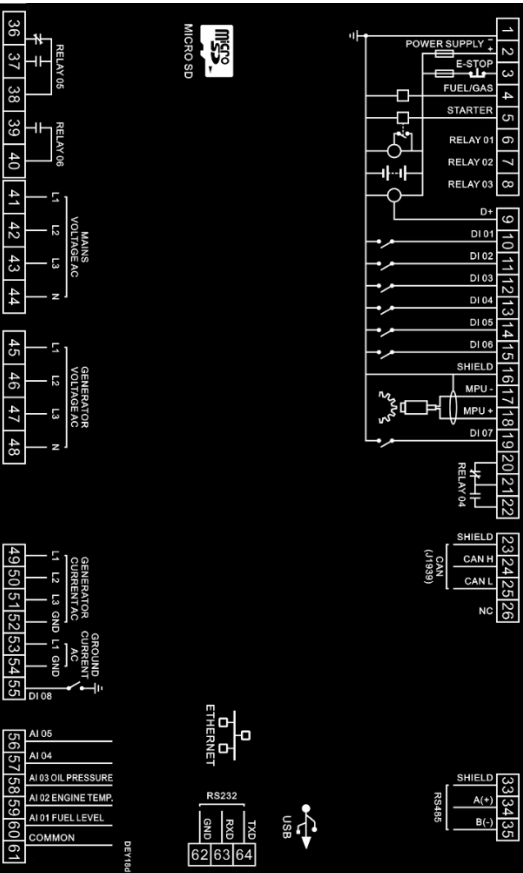 36
37
38
39
40
RELAY 05
RELAY 06
41
42
43
44
L1
L2
L3
N
MAINS
VOLTAGE AC
45
46
47
48
L1
L2
L3
N
GENERATOR
VOLTAGE AC
49
50
51
52
53
54
55
L1
L2
L3
GND
L1
GND
GENERATOR
CURRENT AC
GROUND
CURRENT
AC
DI 08
56
57
58
59
60
61
AI 05
AI 04
AI 03 OIL PRESSURE
AI 02 ENGINE TEMP.
AI 01 FUEL LEVEL
COMMON
DEY18d
Micro
SD
MICRO SD
ETHERNET
RS232
GND
RXD
TXD
62 63 64
USB
1
2
3
4
5
6
7
8
POWER SUPPLY - +
E-STOP
FUEL/GAS
STARTER
RELAY 01
RELAY 02
RELAY 03
D+
DI 01
DI 02
DI 03
DI 04
DI 05
DI 06
SHIELD
MPU -
MPU +
DI 07
RELAY 04
9
10
11
12
13
14
15
16
17
18
19
20
21
22
SHIELD
CAN H
CAN L
NC
CAN
(J1939)
23
24
25
26
SHIELD
A(+)
B(-)
RS485
33
34
35